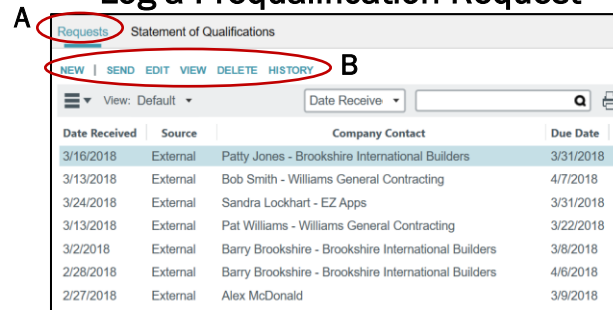 Log a Prequalification Request
A
Requests Statement of Qualifications
NEW | SEND EDIT VIEW DELETE HISTORY B
View: Default Date Receive
Date Received Source Company Contact Due Date
3/16/2018 External Patty Jones - Brookshire International Builders 3/31/2018
3/13/2018 External Bob Smith - Williams General Contracting 4/7/2018
3/24/2018 External Sandra Lockhart - EZ Apps 3/31/2018
3/13/2018 External Pat Williams - Williams General Contracting 3/22/2018
3/2/2018 External Barry Brookshire - Brookshire International Builders 3/8/2018
2/28/2018 External Barry Brookshire - Brookshire International Builders 4/6/2018
2/27/2018 External Alex McDonald 3/9/2018